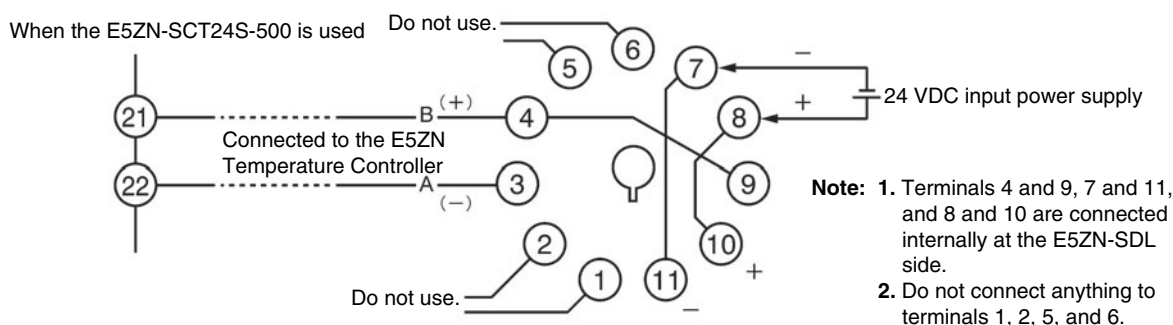 When the E5ZN-SCT24S-500 is used
Do not use.
6
5
7
−
24 VDC input power supply
+
8
21
B (+)
4
Connected to the E5ZN
Temperature Controller
22
A
(−)
3
9
2
10
+
1
11
−
Do not use.
Note: 1. Terminals 4 and 9, 7 and 11,
and 8 and 10 are connected
internally at the E5ZN-SDL
side.
2. Do not connect anything to
terminals 1, 2, 5, and 6.